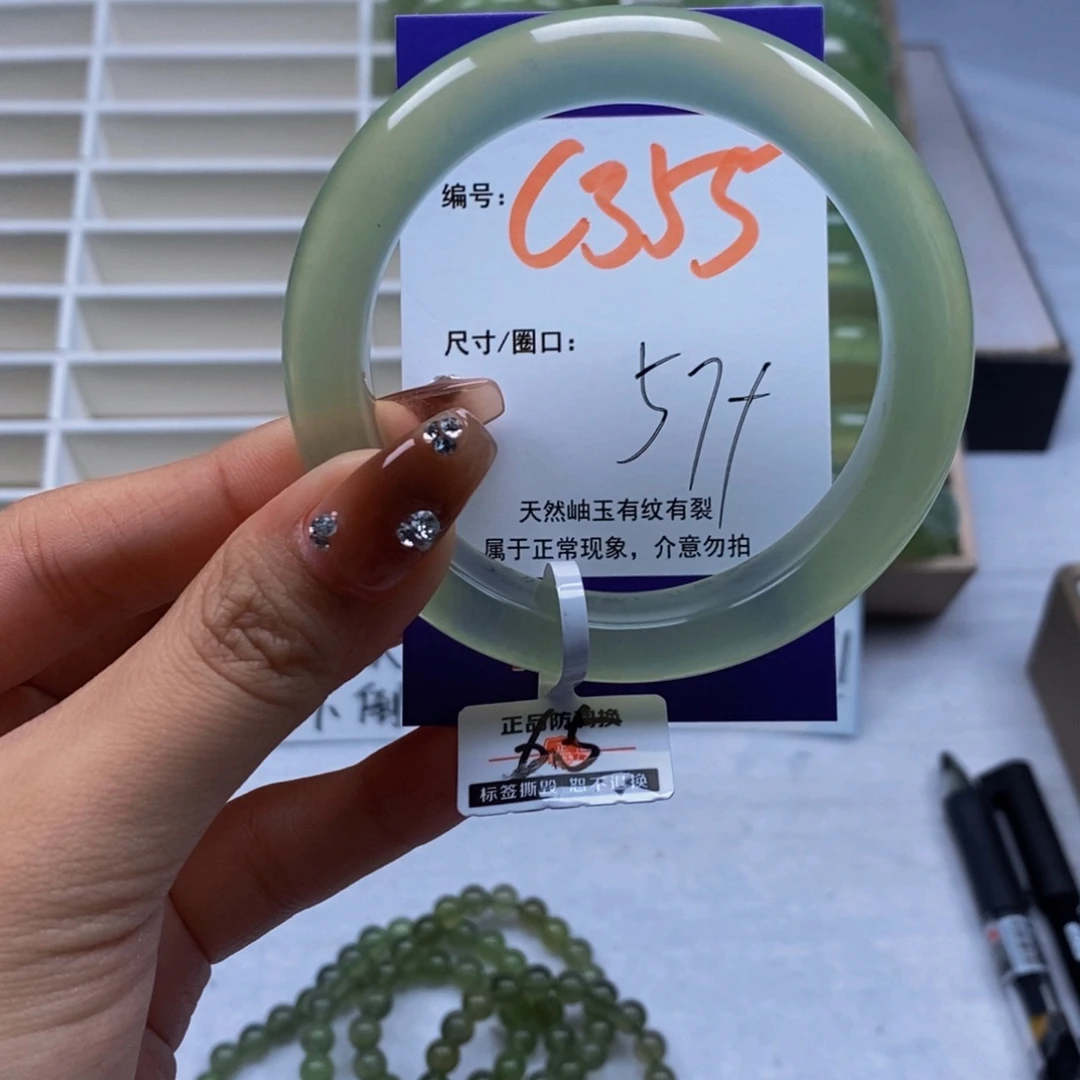 编号：C355
尺寸/圈口：57+
天然岫玉有纹有裂
属于正常现象，介意勿拍
正品防调换
标签撕毁 恕不退换